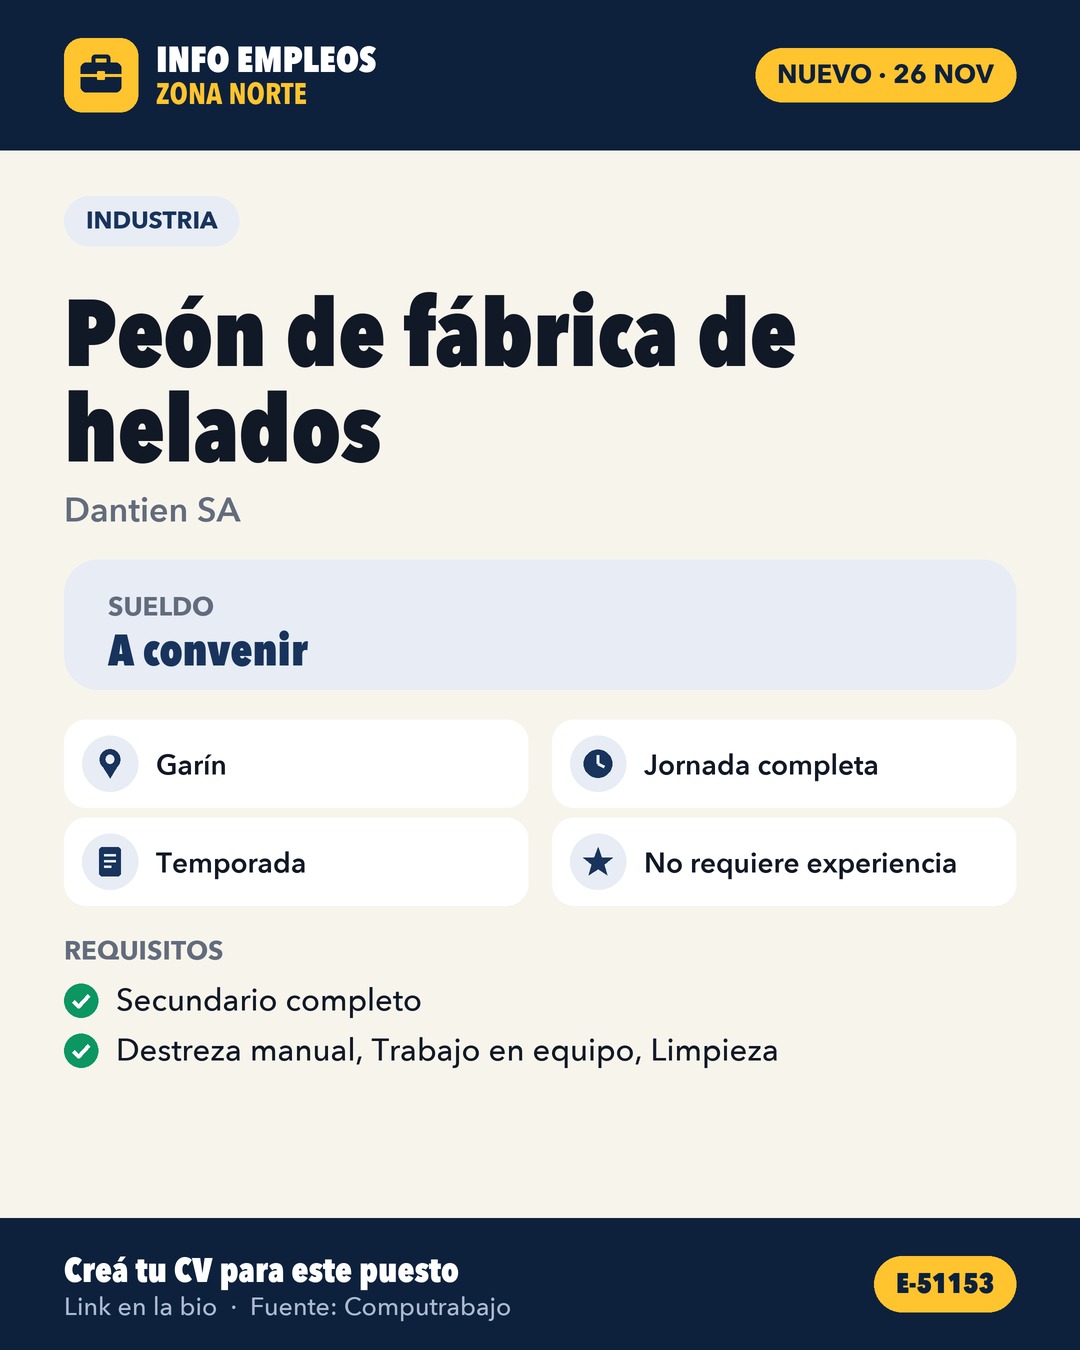 INFO EMPLEOS
ZONA NORTE
NUEVO · 26 NOV
INDUSTRIA
Peón de fábrica de
helados
Dantien SA
SUELDO
A convenir
Garín
Jornada completa
Temporada
No requiere experiencia
REQUISITOS
Secundario completo
Destreza manual, Trabajo en equipo, Limpieza
Creá tu CV para este puesto
Link en la bio · Fuente: Computrabajo
E-51153